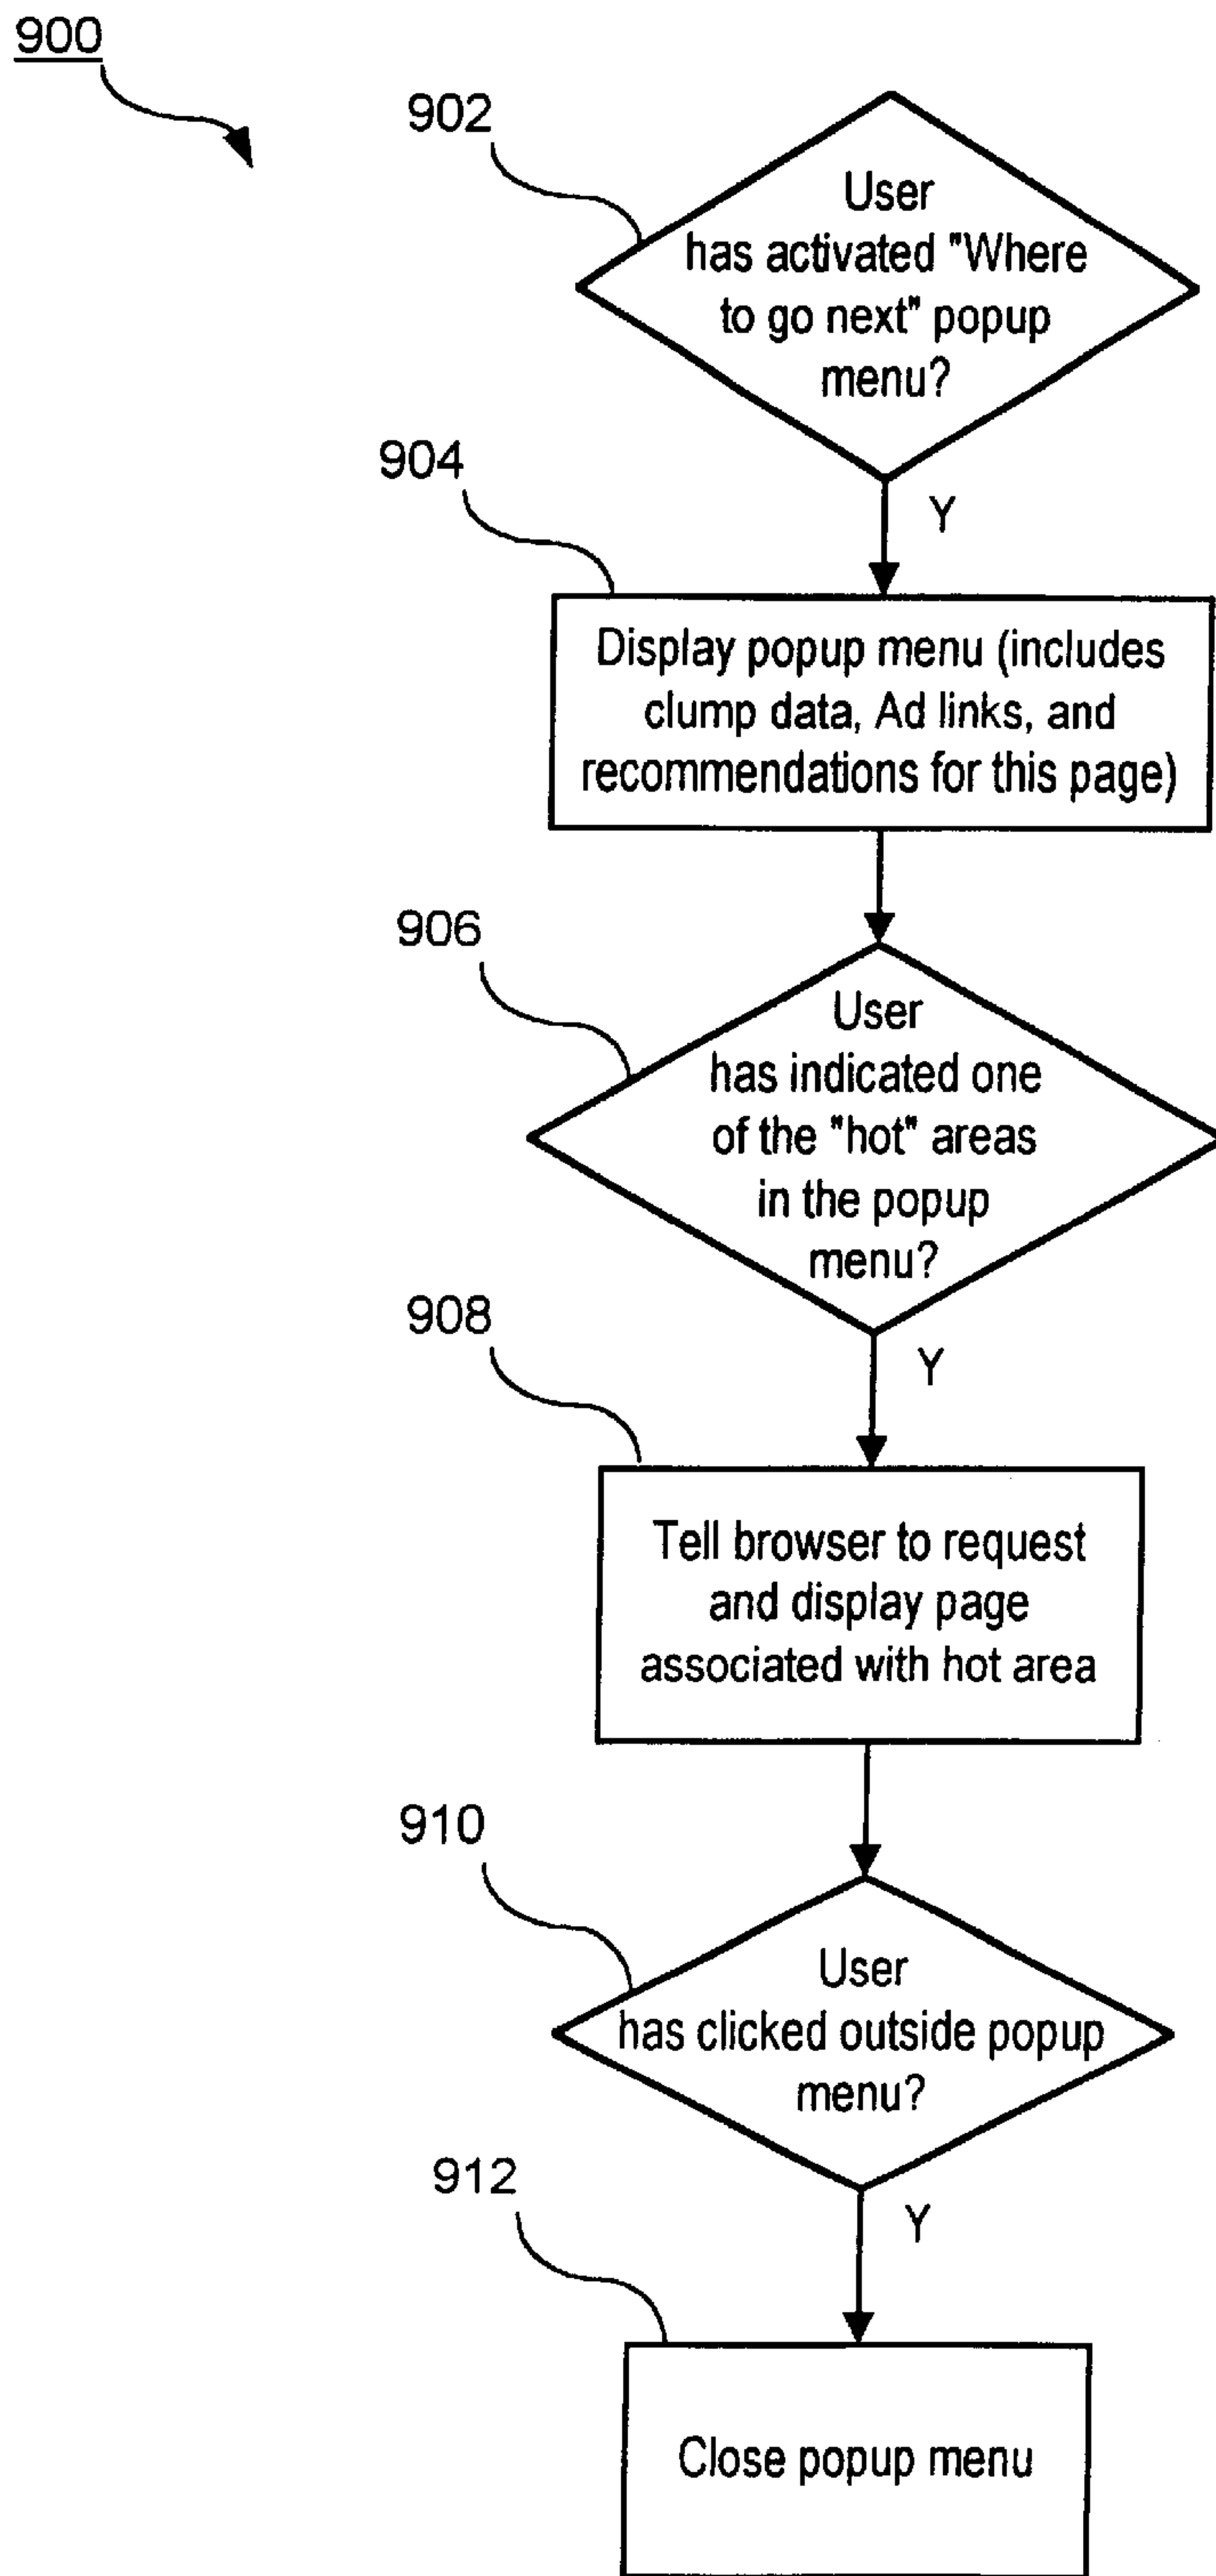 900
902
User
has activated "Where
to go next" popup
menu?
904
Y
Display popup menu (includes
clump data, Ad links, and
recommendations for this page)
906
User
has indicated one
of the "hot" areas
in the popup
menu?
908
Y
Tell browser to request
and display page
associated with hot area
910
User
has clicked outside popup
menu?
912
Y
Close popup menu